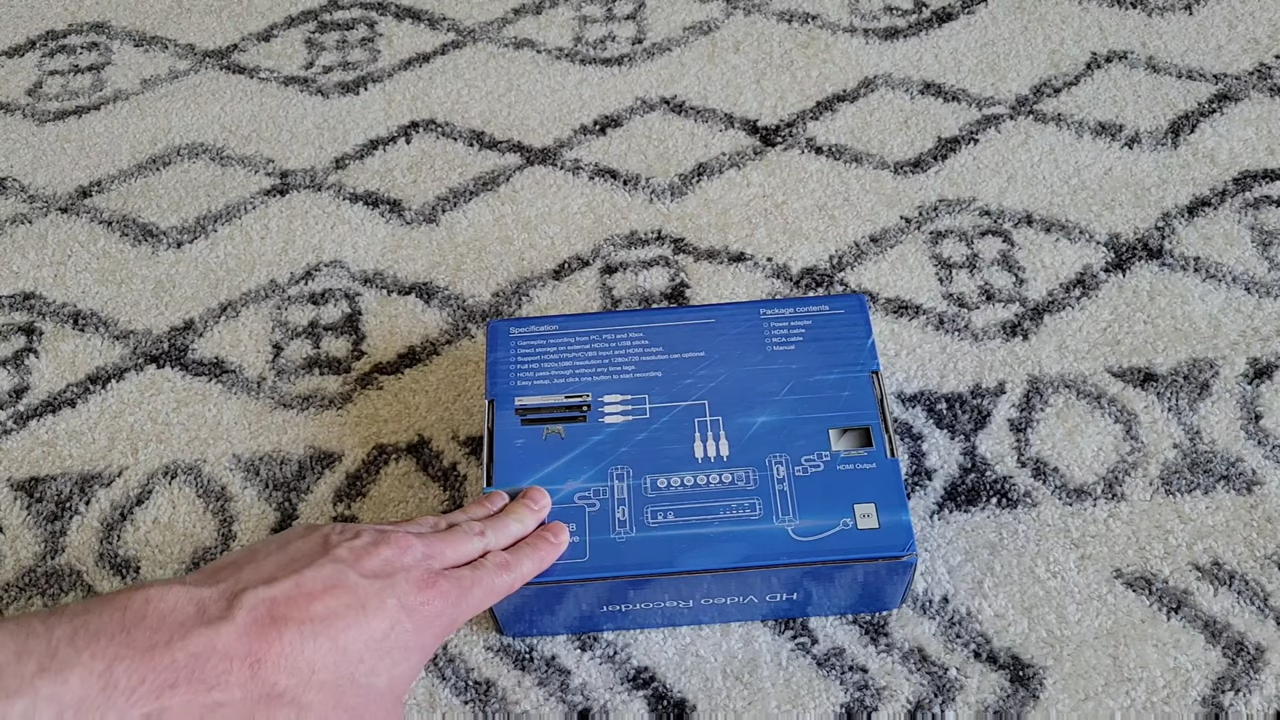 Specification
Gameplay recording from PC, PS3 and Xbox.
Direct storage on external HDDs or USB sticks.
Support HDMI/YPbPr/CVBS input and HDMI output.
Full HD 1920x1080 resolution or 1280x720 resolution can optional.
HDMI pass-through without any time lags.
Easy setup, Just click one button to start recording.
Package contents
Power adapter
HDMI cable
RCA cable
Manual
HDMI Output
HD Video Recorder